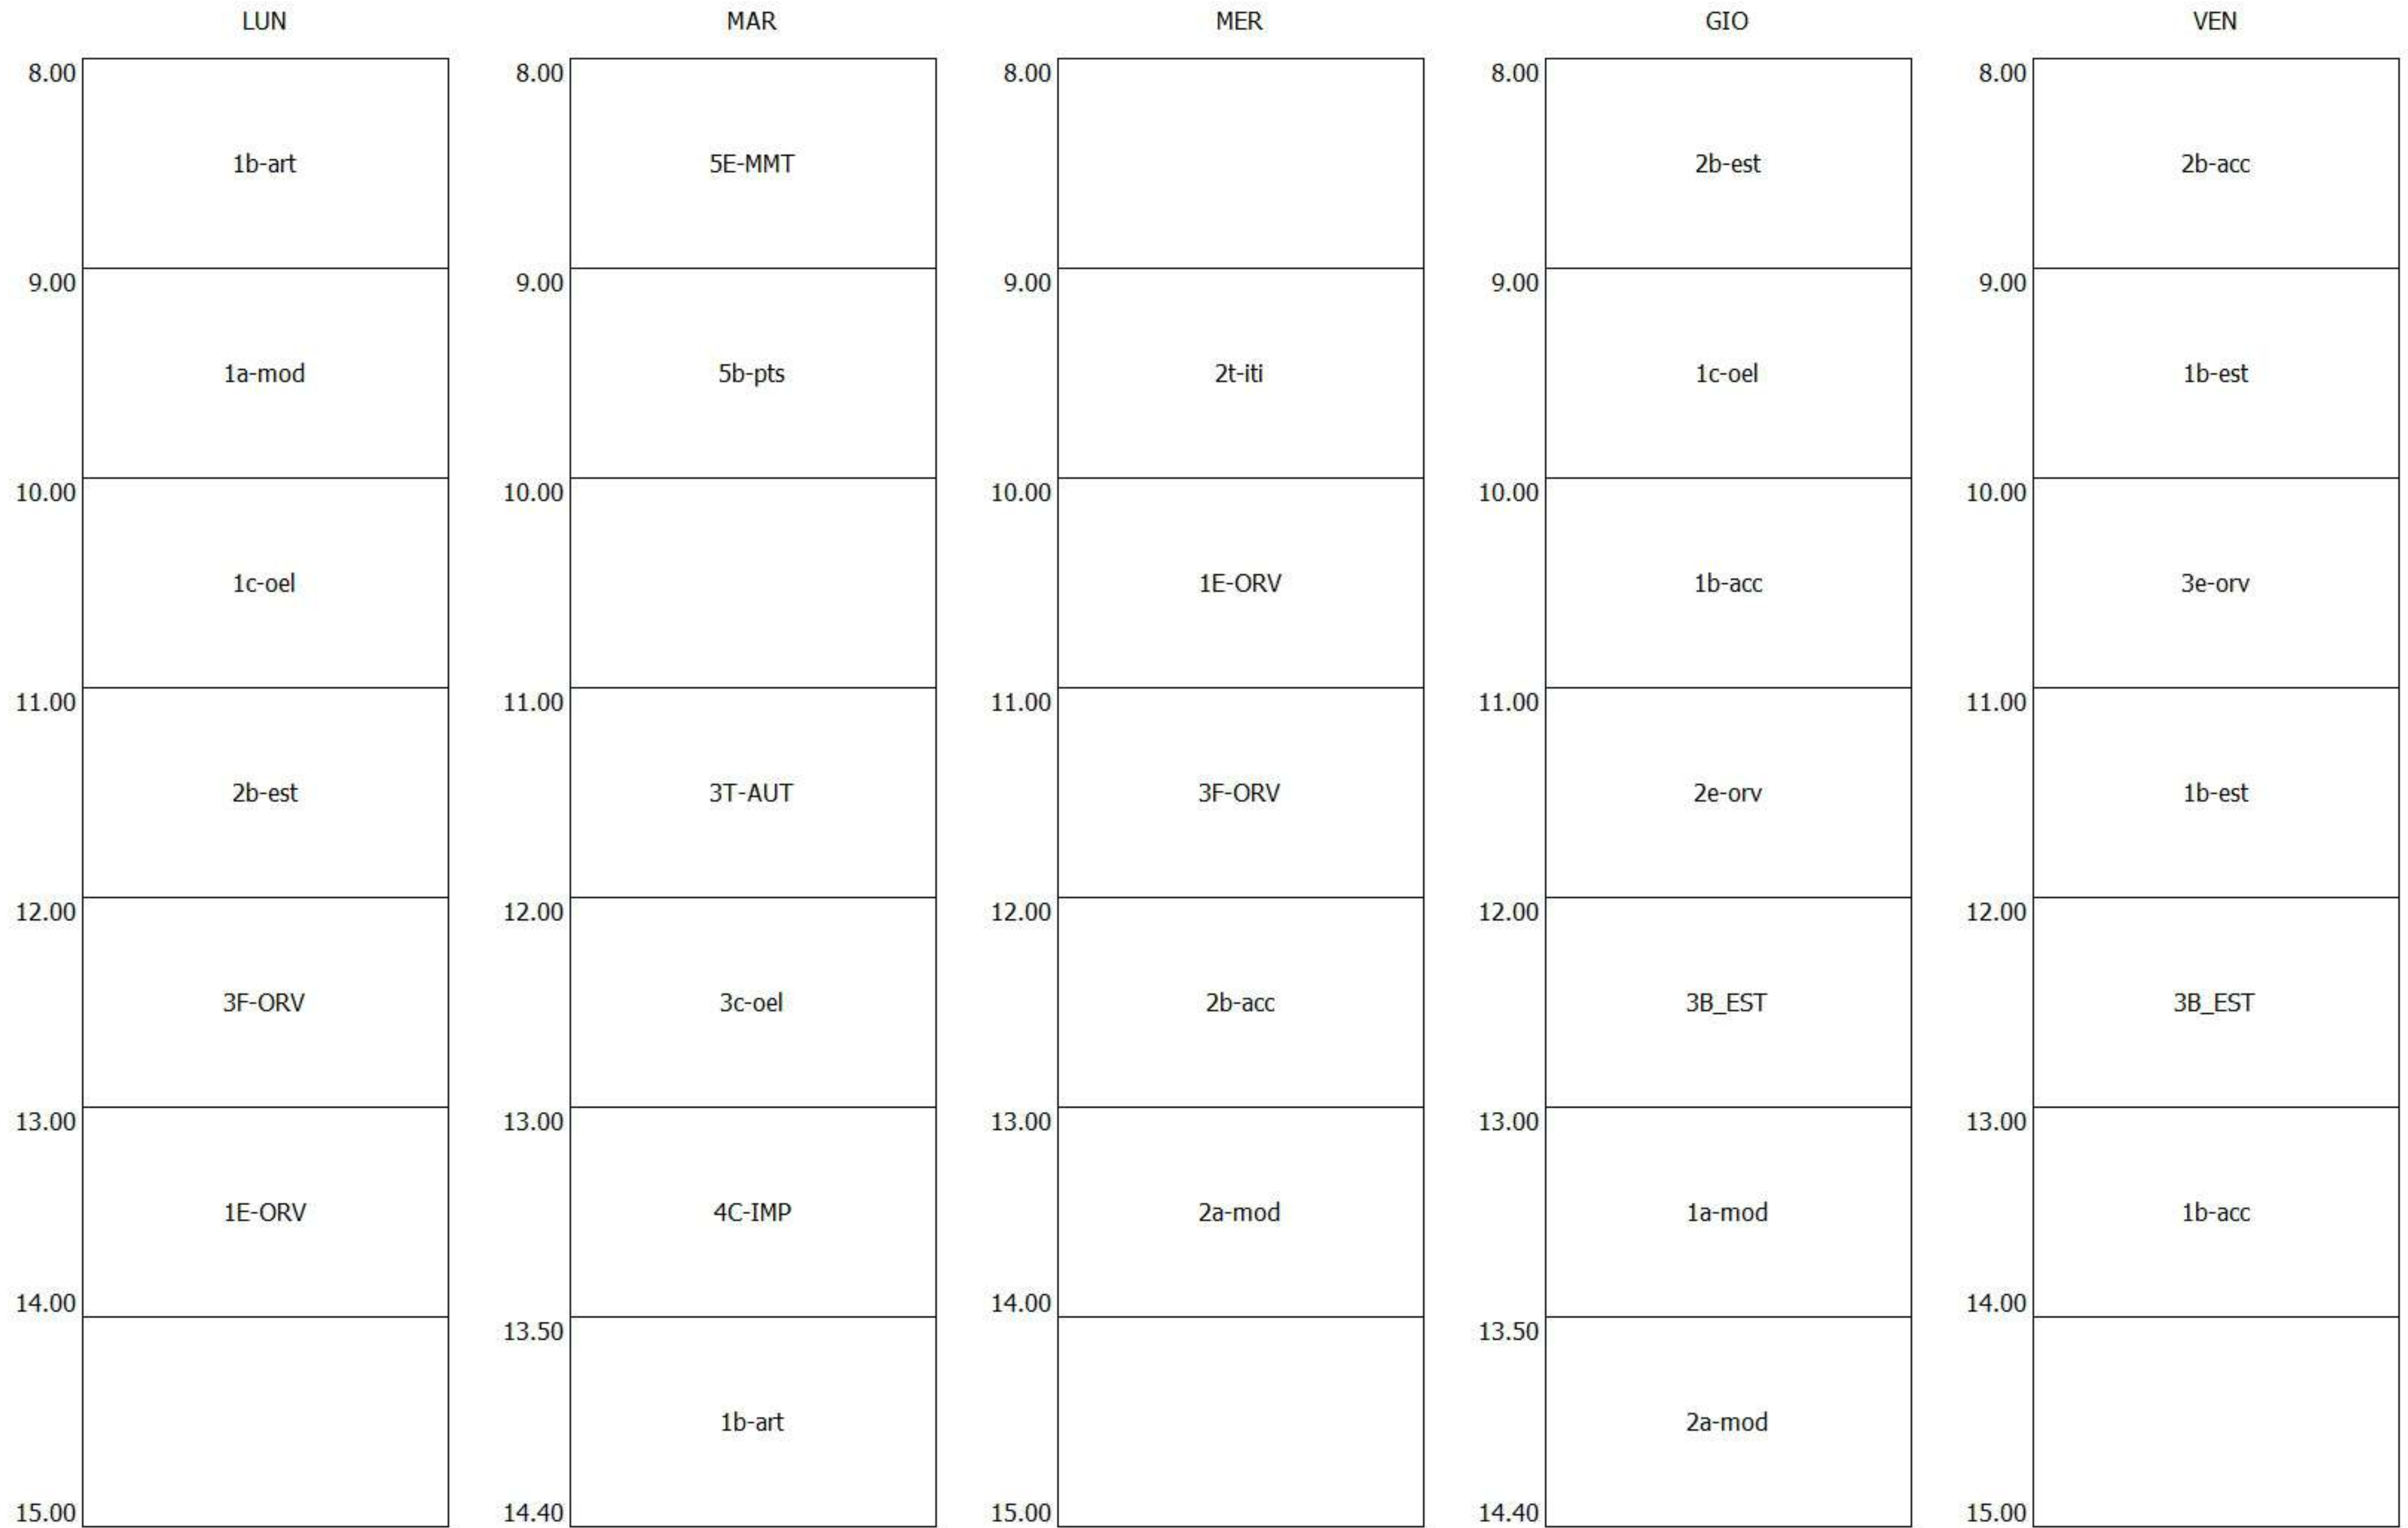 LUN MAR MER GIO VEN
8.00 8.00 8.00 8.00 8.00
1b-art 5E-MMT 2b-est 2b-acc
9.00 9.00 9.00 9.00 9.00
1a-mod 5b-pts 2t-iti 1c-oel 1b-est
10.00 10.00 10.00 10.00 10.00
1c-oel 1E-ORV 1b-acc 3e-orv
11.00 11.00 11.00 11.00 11.00
2b-est 3T-AUT 3F-ORV 2e-orv 1b-est
12.00 12.00 12.00 12.00 12.00
3F-ORV 3c-oel 2b-acc 3B_EST 3B_EST
13.00 13.00 13.00 13.00 13.00
1E-ORV 4C-IMP 2a-mod 1a-mod 1b-acc
14.00 14.00 14.00
13.50 13.50
1b-art 2a-mod
15.00 14.40 15.00 14.40 15.00